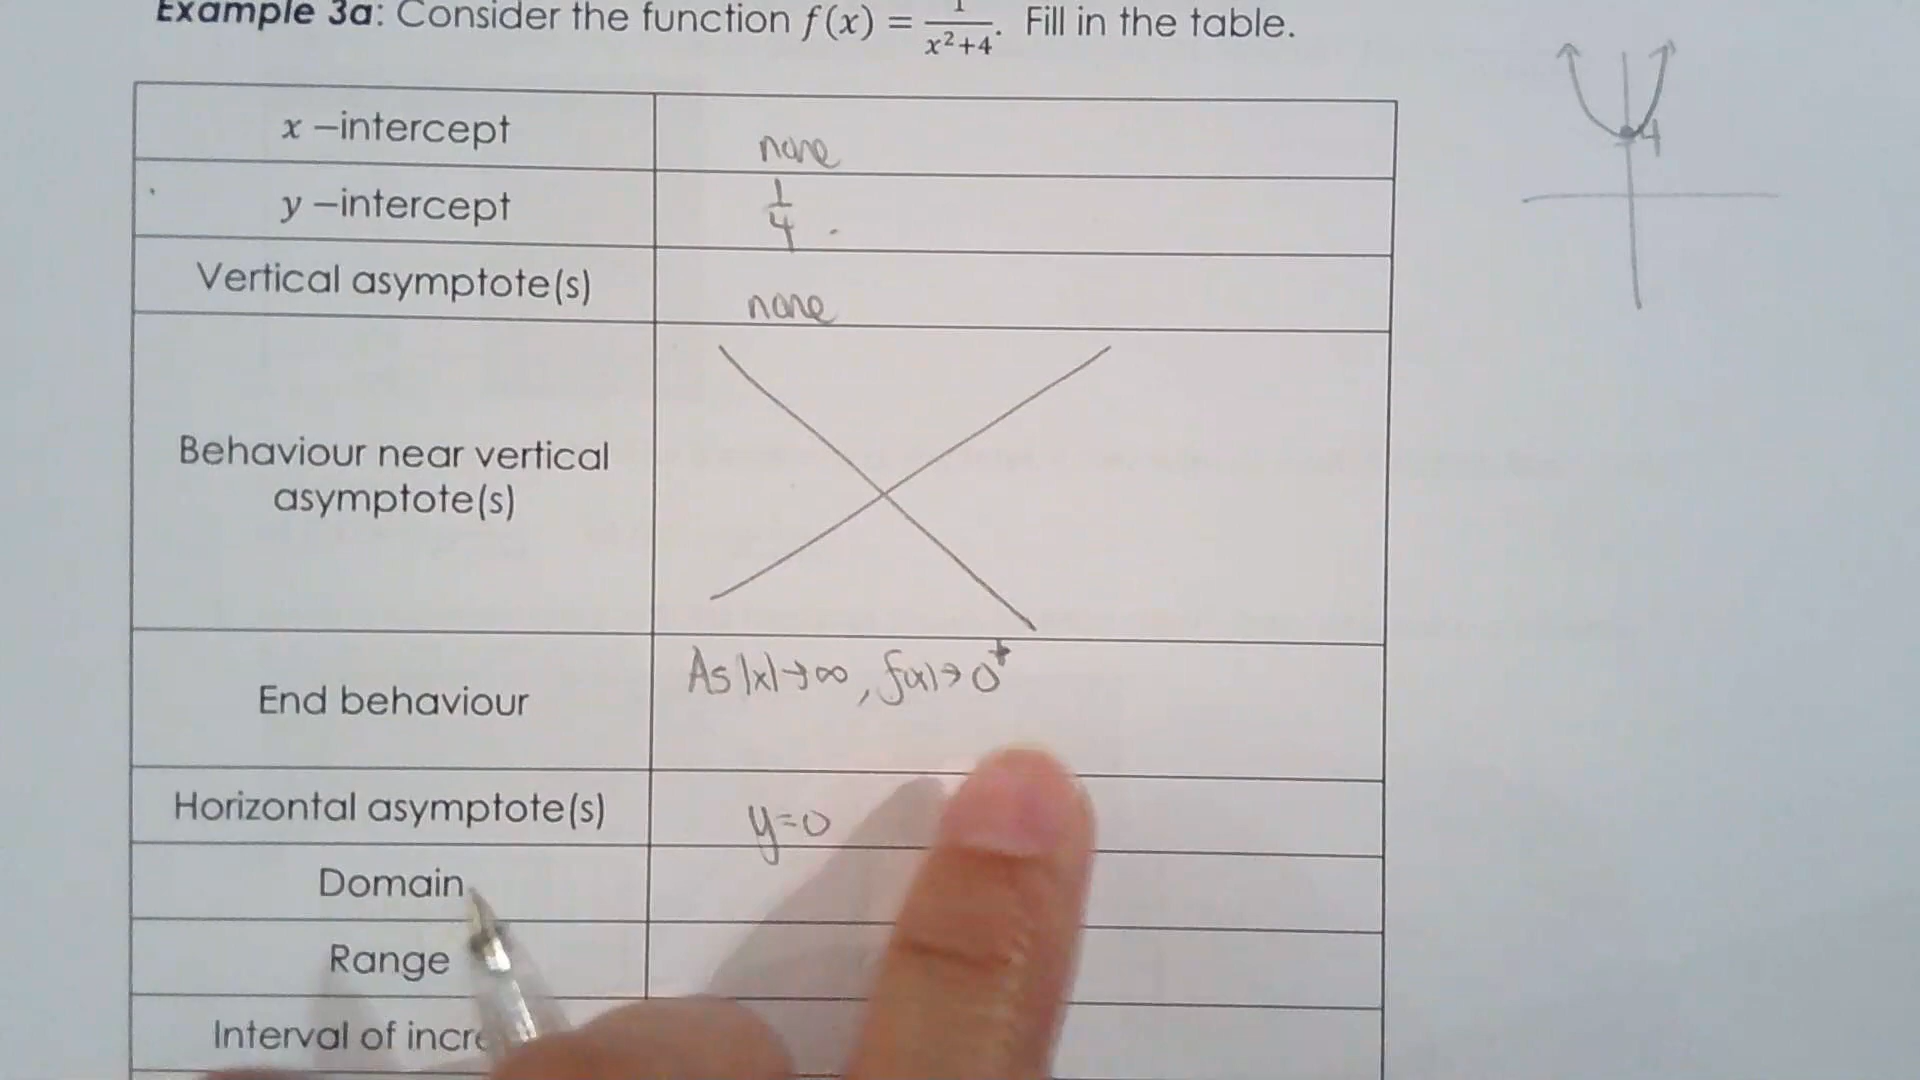 Example 3a: Consider the function f(x) = 1/(x²+4). Fill in the table.
4
x −intercept none
y −intercept 1/4 .
Vertical asymptote(s) none
Behaviour near vertical
asymptote(s)
As |x|→∞, f(x)→0⁺
End behaviour
Horizontal asymptote(s) y=0
Domain
Range
Interval of incre